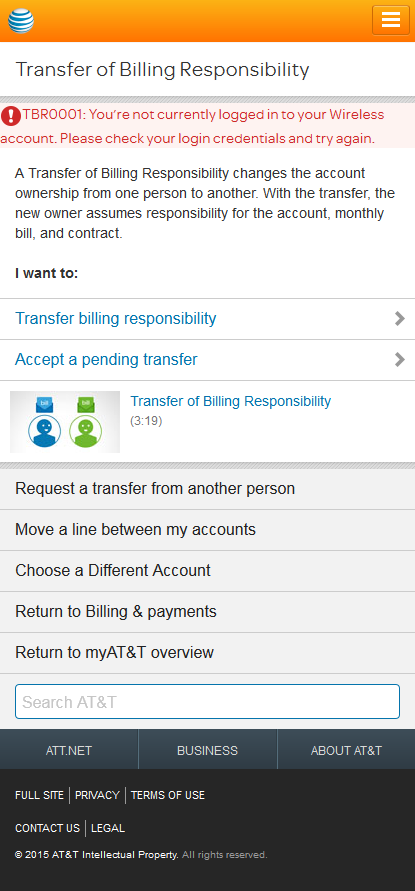 Transfer of Billing Responsibility
TBR0001: You're not currently logged in to your Wireless
account. Please check your login credentials and try again.
A Transfer of Billing Responsibility changes the account
ownership from one person to another. With the transfer, the
new owner assumes responsibility for the account, monthly
bill, and contract.
I want to:
Transfer billing responsibility
Accept a pending transfer
bill bill
Transfer of Billing Responsibility
(3:19)
Request a transfer from another person
Move a line between my accounts
Choose a Different Account
Return to Billing & payments
Return to myAT&T overview
Search AT&T
ATT.NET BUSINESS ABOUT AT&T
FULL SITE PRIVACY TERMS OF USE
CONTACT US LEGAL
© 2015 AT&T Intellectual Property. All rights reserved.